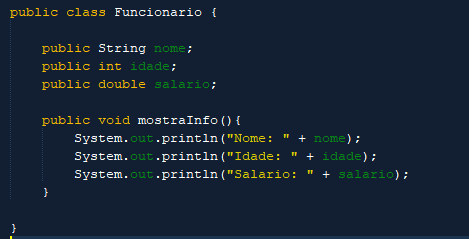 public class Funcionario {
public String nome;
public int idade;
public double salario;
public void mostraInfo(){
System.out.println("Nome: " + nome);
System.out.println("Idade: " + idade);
System.out.println("Salario: " + salario);
}
}